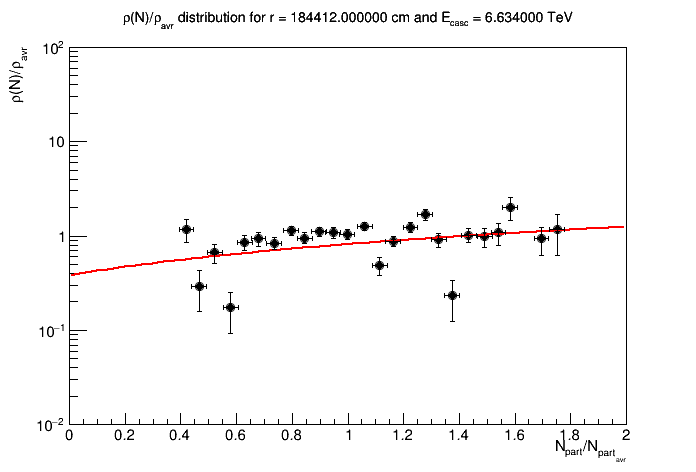 ρ(N)/ρavr distribution for r = 184412.000000 cm and Ecasc = 6.634000 TeV
ρ(N)/ρavr
10²
10
1
10⁻¹
10⁻²
0 0.2 0.4 0.6 0.8 1 1.2 1.4 1.6 1.8 2
Npart/Npartavr